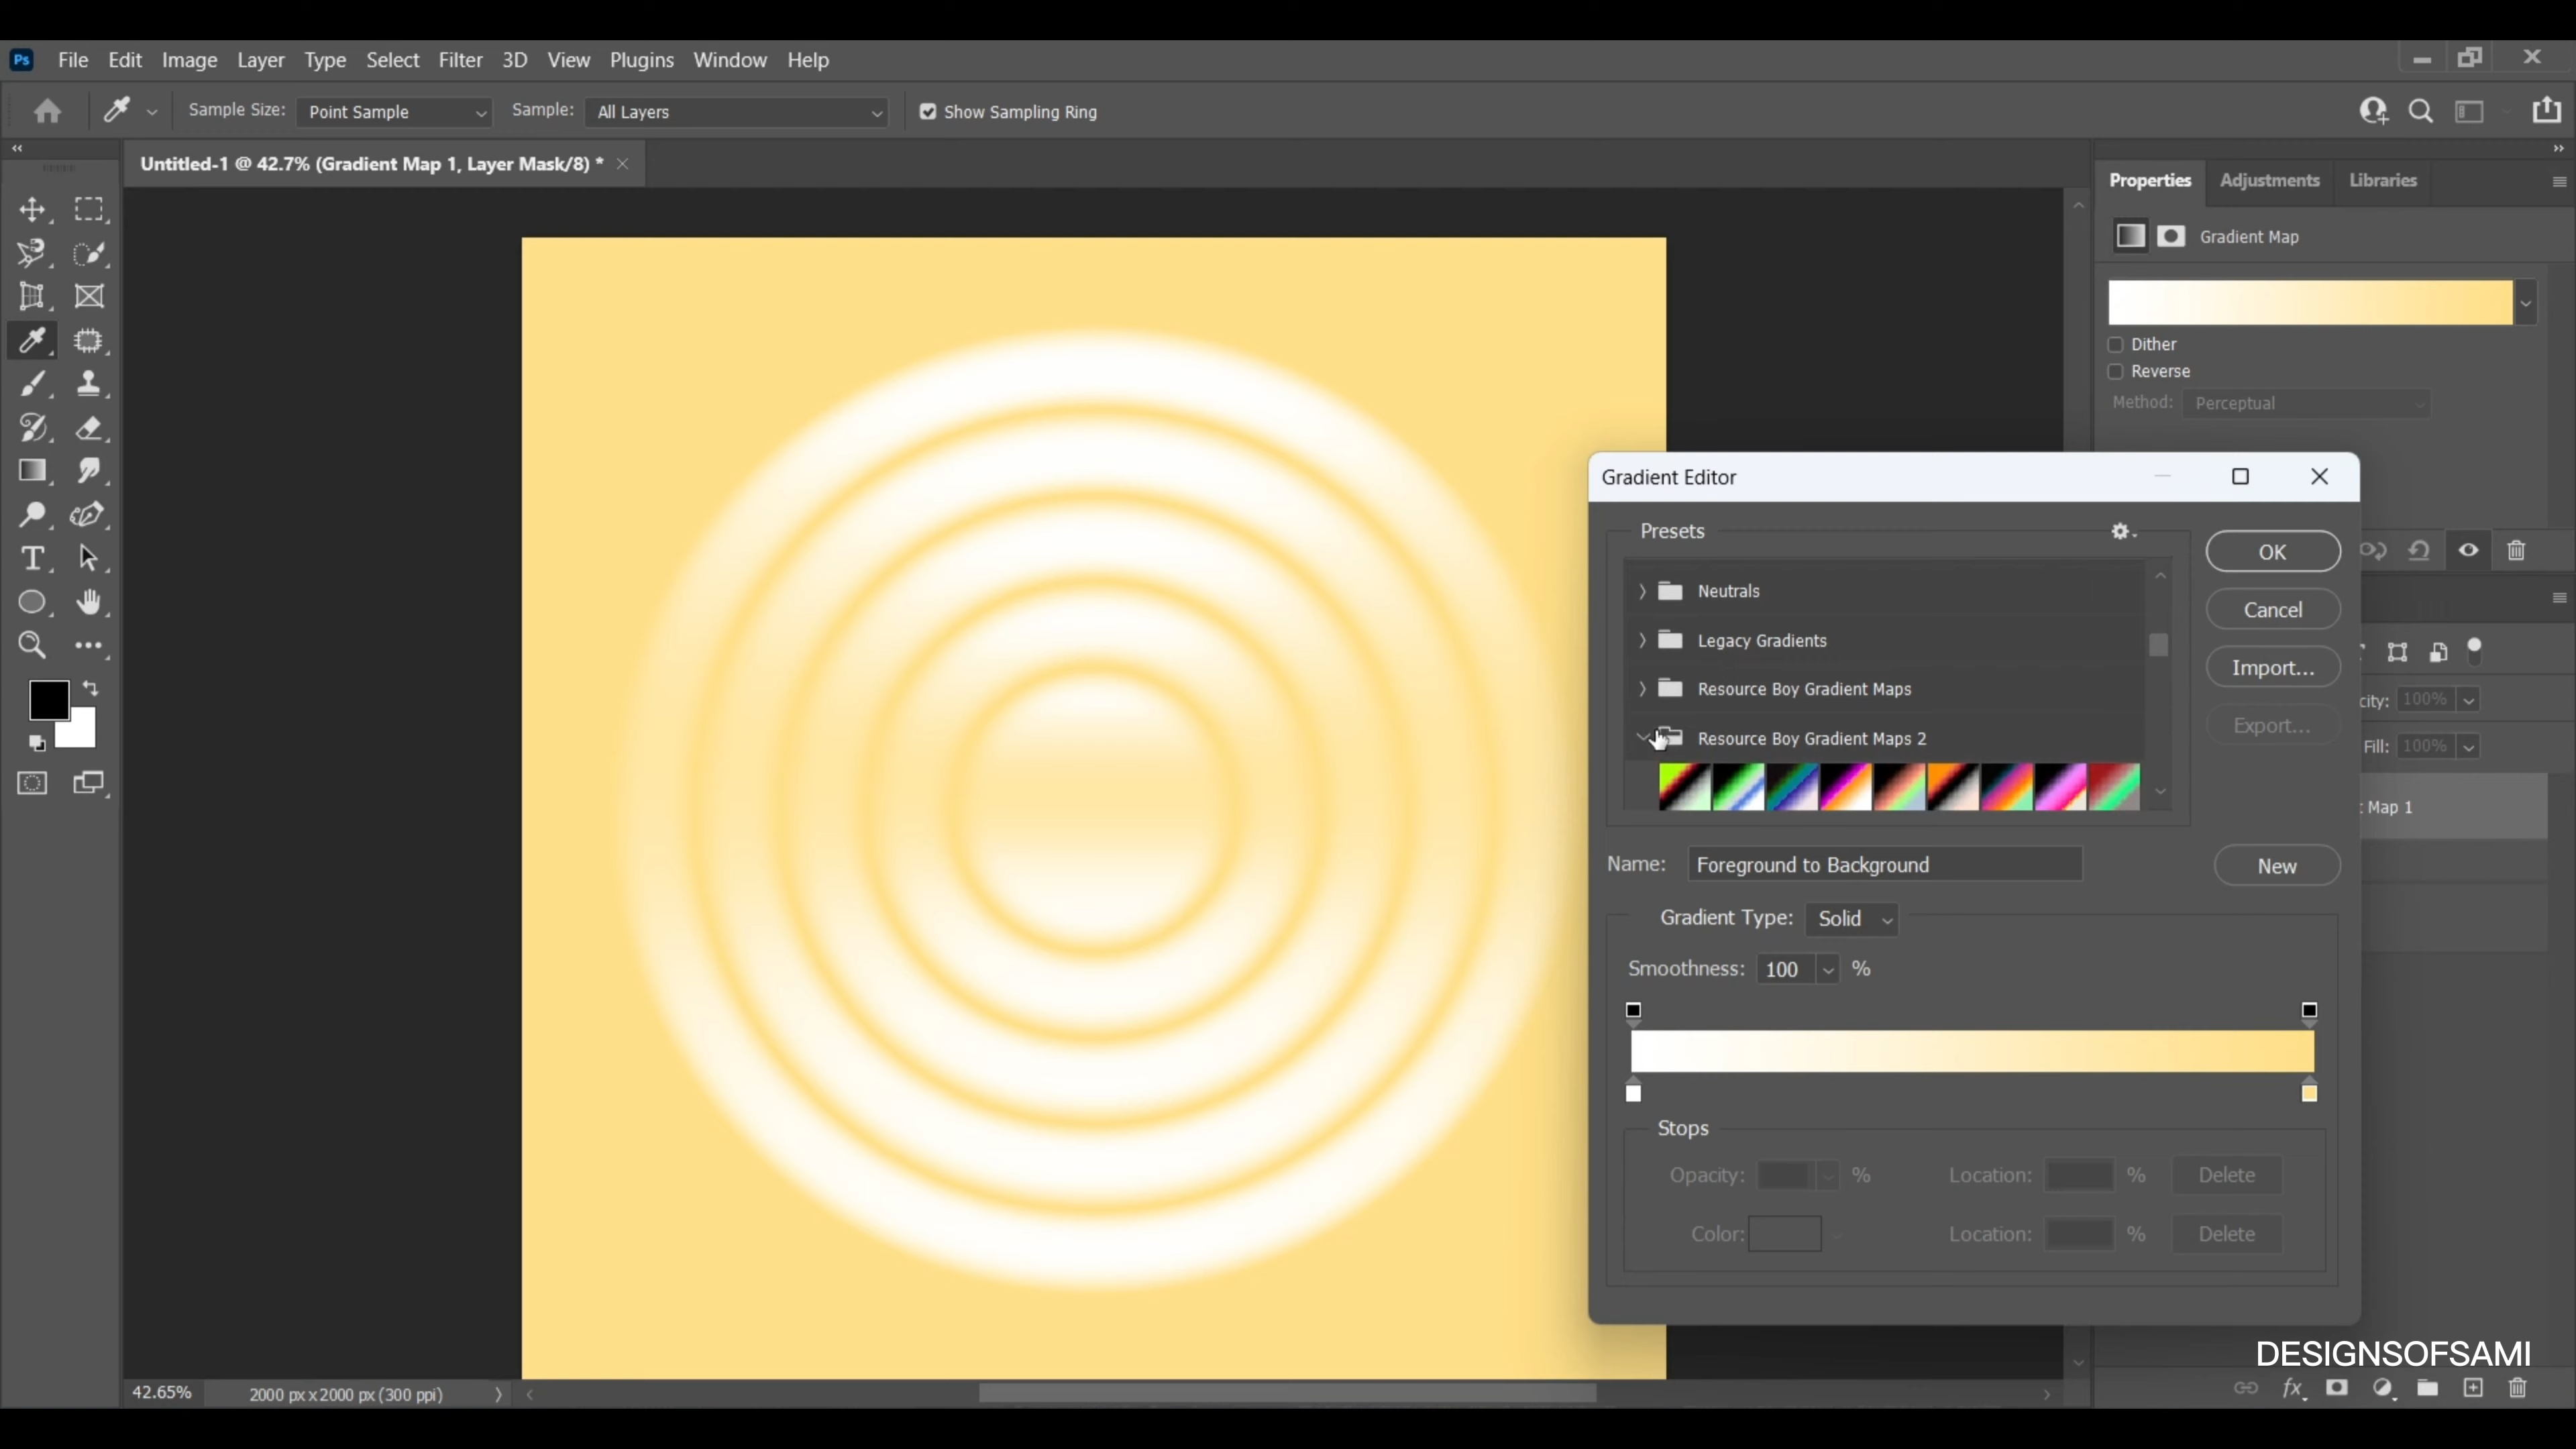 Ps File Edit Image Layer Type Select Filter 3D View Plugins Window Help
Sample Size: Point Sample Sample: All Layers Show Sampling Ring
Untitled-1 @ 42.7% (Gradient Map 1, Layer Mask/8) *
Properties Adjustments Libraries
Gradient Map
Dither
Reverse
Method: Perceptual
Gradient Editor
Presets
OK
Neutrals
Cancel
Legacy Gradients
Import...
Resource Boy Gradient Maps
Export...
Resource Boy Gradient Maps 2
city: 100%
Fill: 100%
Map 1
Name: Foreground to Background New
Gradient Type: Solid
Smoothness: 100 %
Stops
Opacity: % Location: % Delete
Color: Location: % Delete
DESIGNSOFSAMI
42.65% 2000 px x 2000 px (300 ppi)
fx